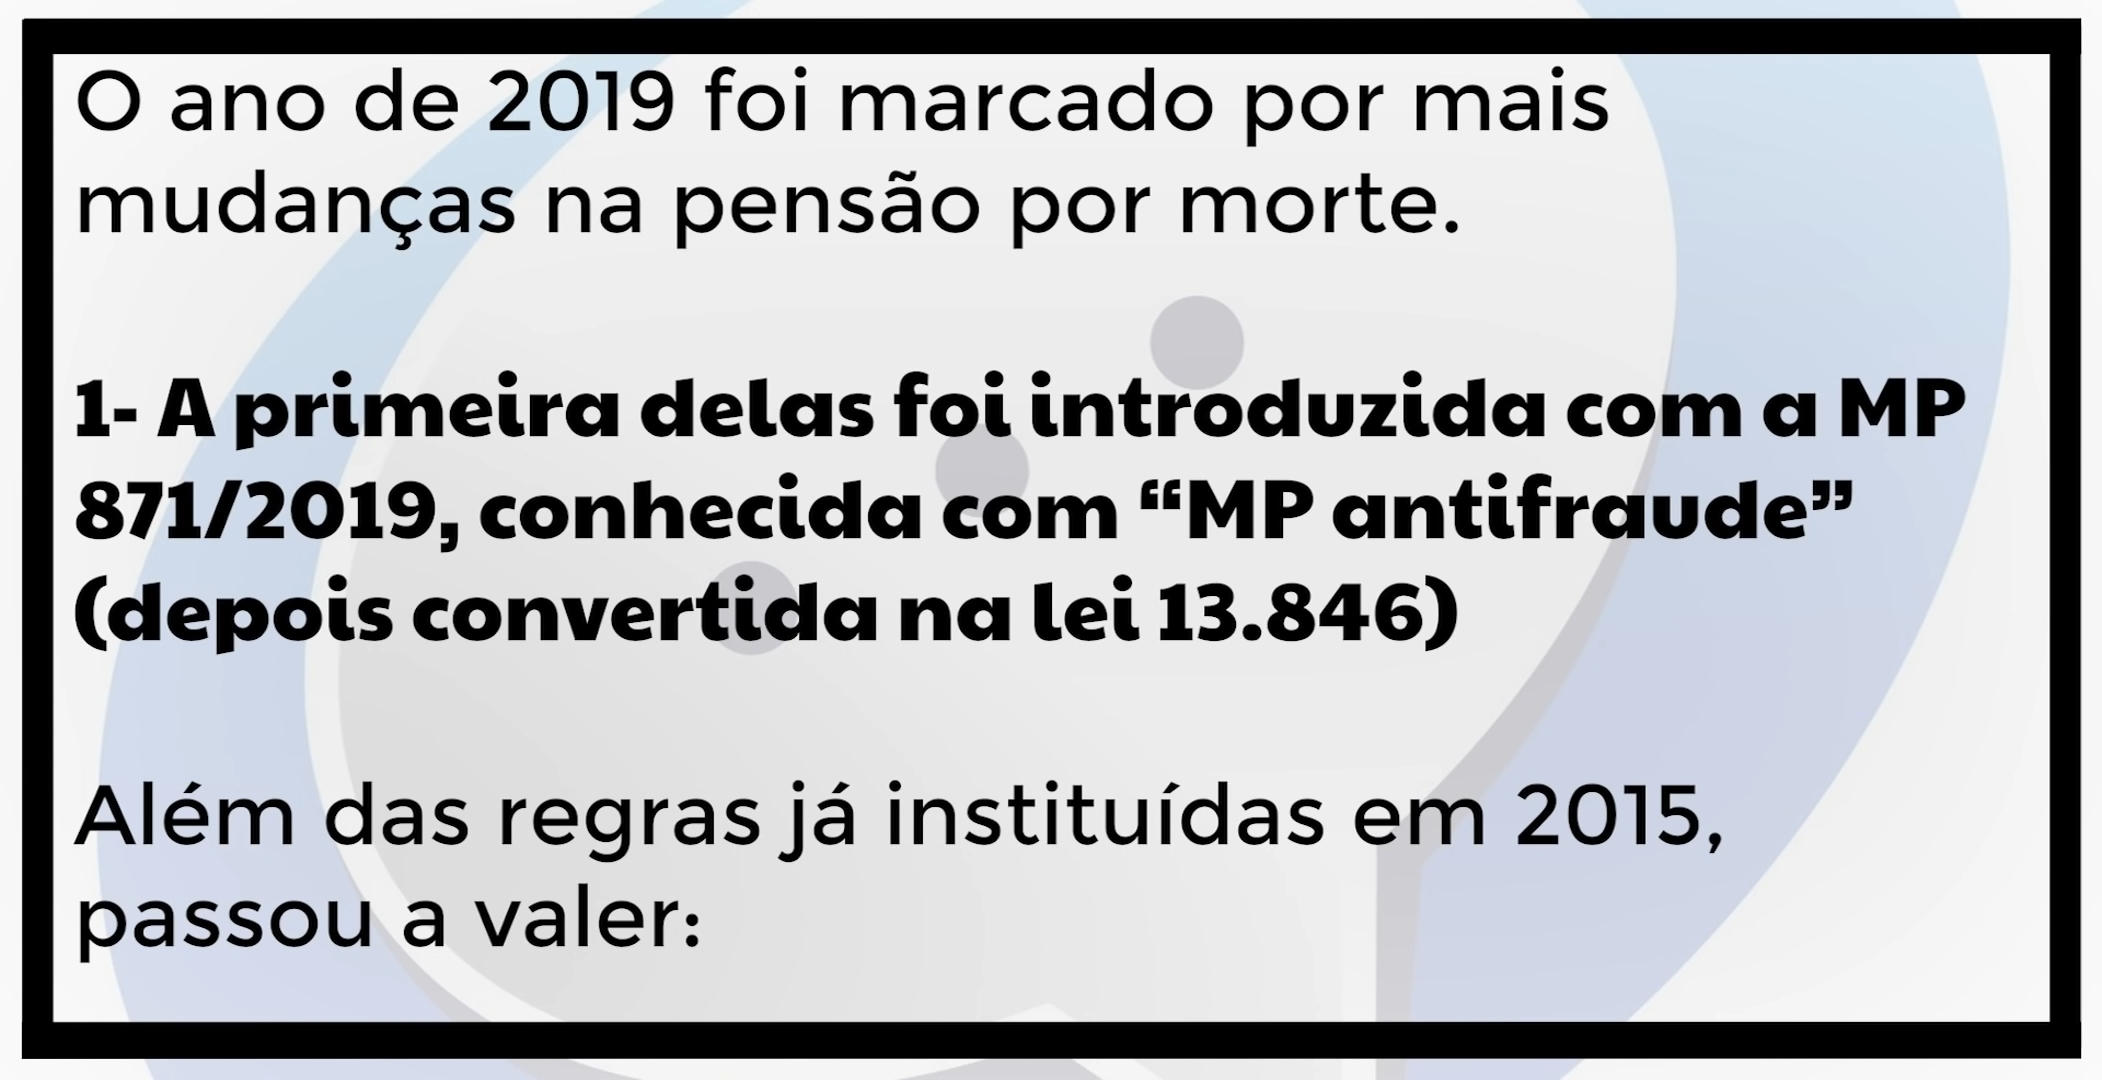 O ano de 2019 foi marcado por mais
mudanças na pensão por morte.
1- A primeira delas foi introduzida com a MP
871/2019, conhecida com “MP antifraude”
(depois convertida na lei 13.846)
Além das regras já instituídas em 2015,
passou a valer: